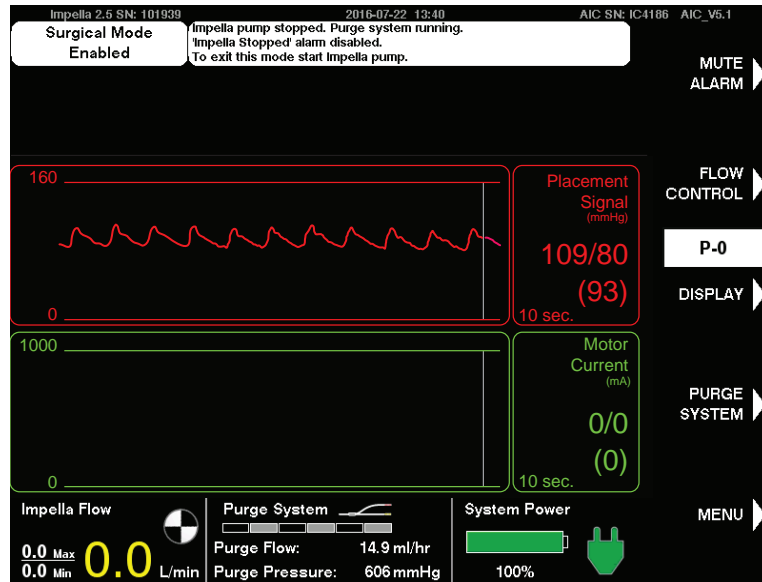 Impella 2.5 SN: 101939 2016-07-22 13:40 AIC SN: IC4186 AIC_V5.1
Surgical Mode
Enabled
Impella pump stopped. Purge system running.
'Impella Stopped' alarm disabled.
To exit this mode start Impella pump.
MUTE
ALARM
FLOW
CONTROL
P-0
DISPLAY
PURGE
SYSTEM
MENU
160
0
Placement
Signal
(mmHg)
109/80
(93)
10 sec.
1000
0
Motor
Current
(mA)
0/0
(0)
10 sec.
Impella Flow
0.0 Max
0.0 Min
0.0 L/min
Purge System
Purge Flow: 14.9 ml/hr
Purge Pressure: 606 mmHg
System Power
100%